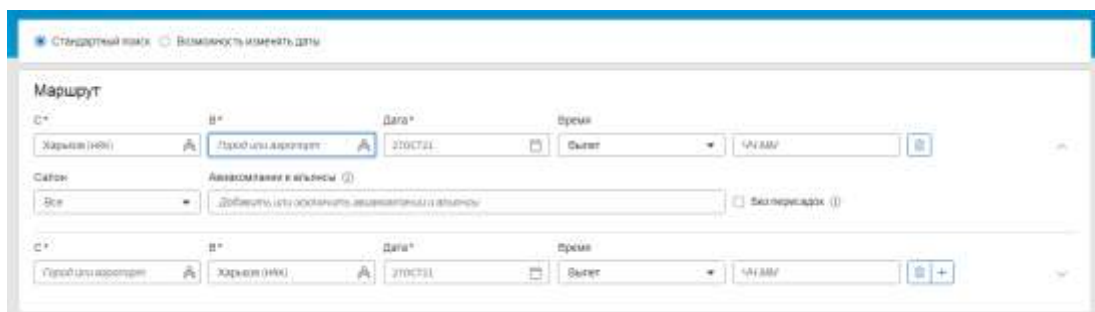 Стандартный поиск Возможность изменять даты
Маршрут
С* В* Дата* Время
Харьков (HRK) Город или аэропорт 27OCT21 Вылет ЧЧ:ММ
Салон Авиакомпании и альянсы
Все Добавить или исключить авиакомпании и альянсы Без пересадок
С* В* Дата* Время
Город или аэропорт Харьков (HRK) 27OCT21 Вылет ЧЧ:ММ